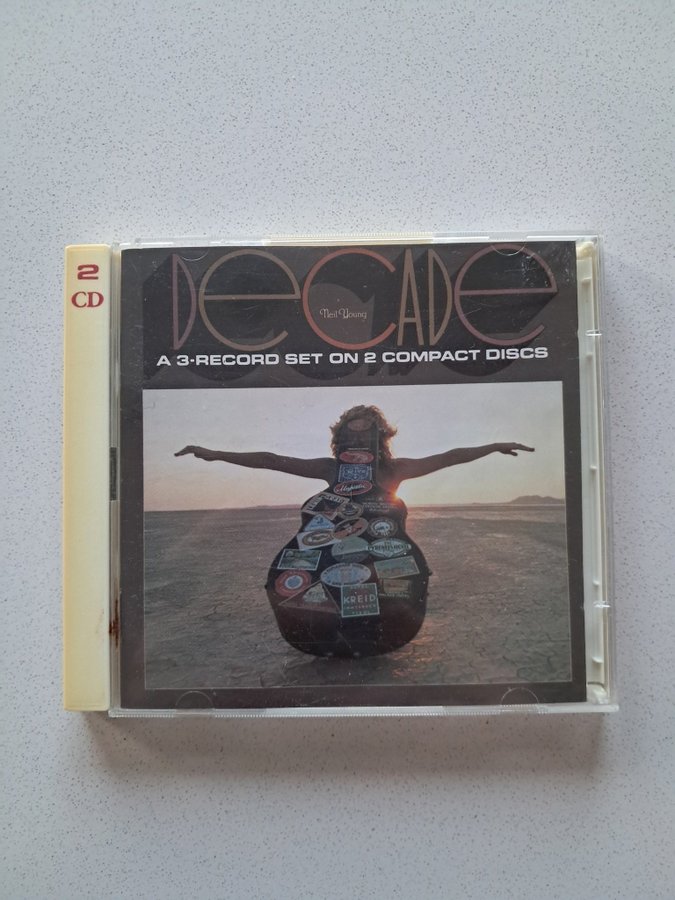 2
CD
DeCADe
Neil Young
A 3-RECORD SET ON 2 COMPACT DISCS
KREID